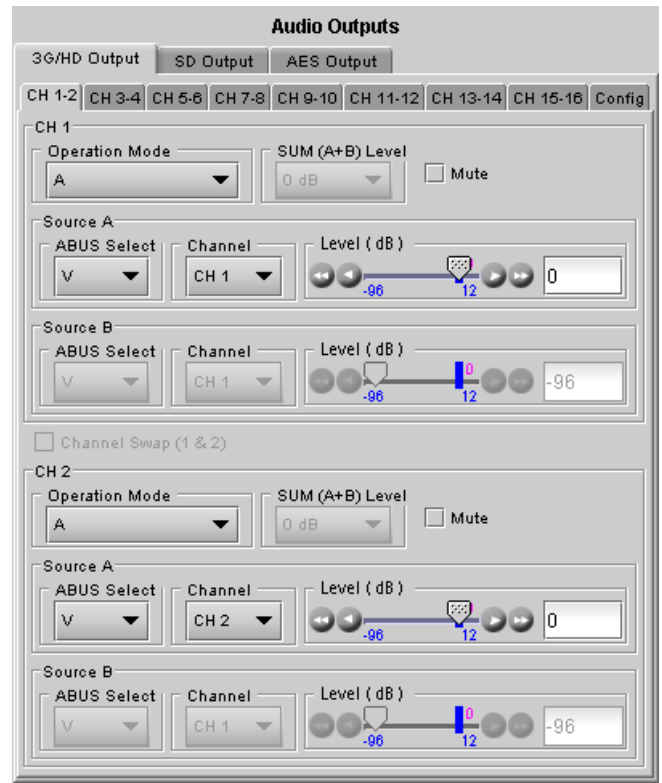 Audio Outputs
3G/HD Output SD Output AES Output
CH 1-2 CH 3-4 CH 5-6 CH 7-8 CH 9-10 CH 11-12 CH 13-14 CH 15-16 Config
CH 1
Operation Mode SUM (A+B) Level
A 0 dB Mute
Source A
ABUS Select Channel Level ( dB )
V CH 1 0
-96 12
Source B
ABUS Select Channel Level ( dB )
0
V CH 1 -96
-96 12
Channel Swap (1 & 2)
CH 2
Operation Mode SUM (A+B) Level
A 0 dB Mute
Source A
ABUS Select Channel Level ( dB )
V CH 2 0
-96 12
Source B
ABUS Select Channel Level ( dB )
0
V CH 1 -96
-96 12